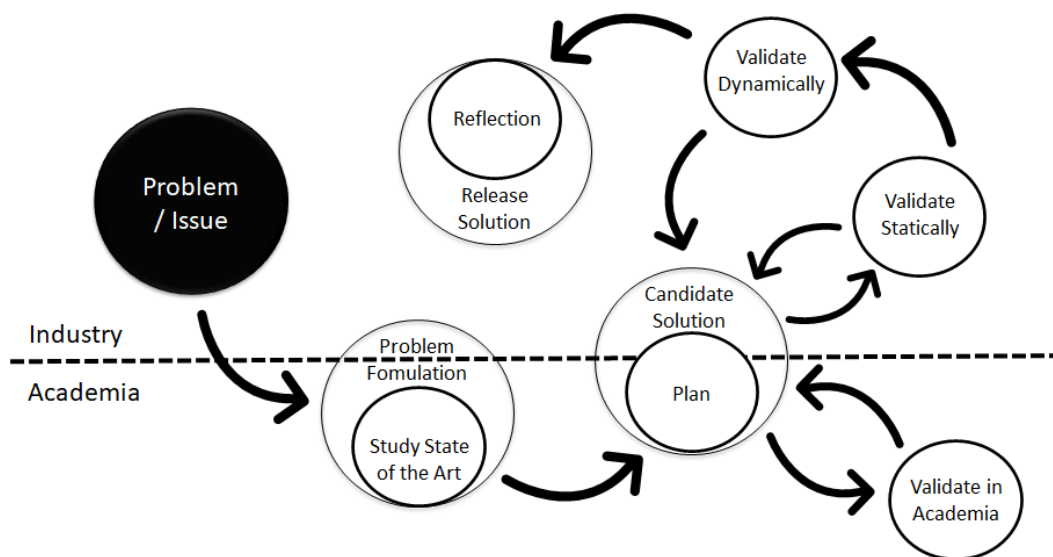 Validate
Dynamically
Reflection
Release
Solution
Problem
/ Issue
Validate
Statically
Candidate
Solution
Industry
Academia
Problem
Fomulation
Plan
Study State
of the Art
Validate in
Academia